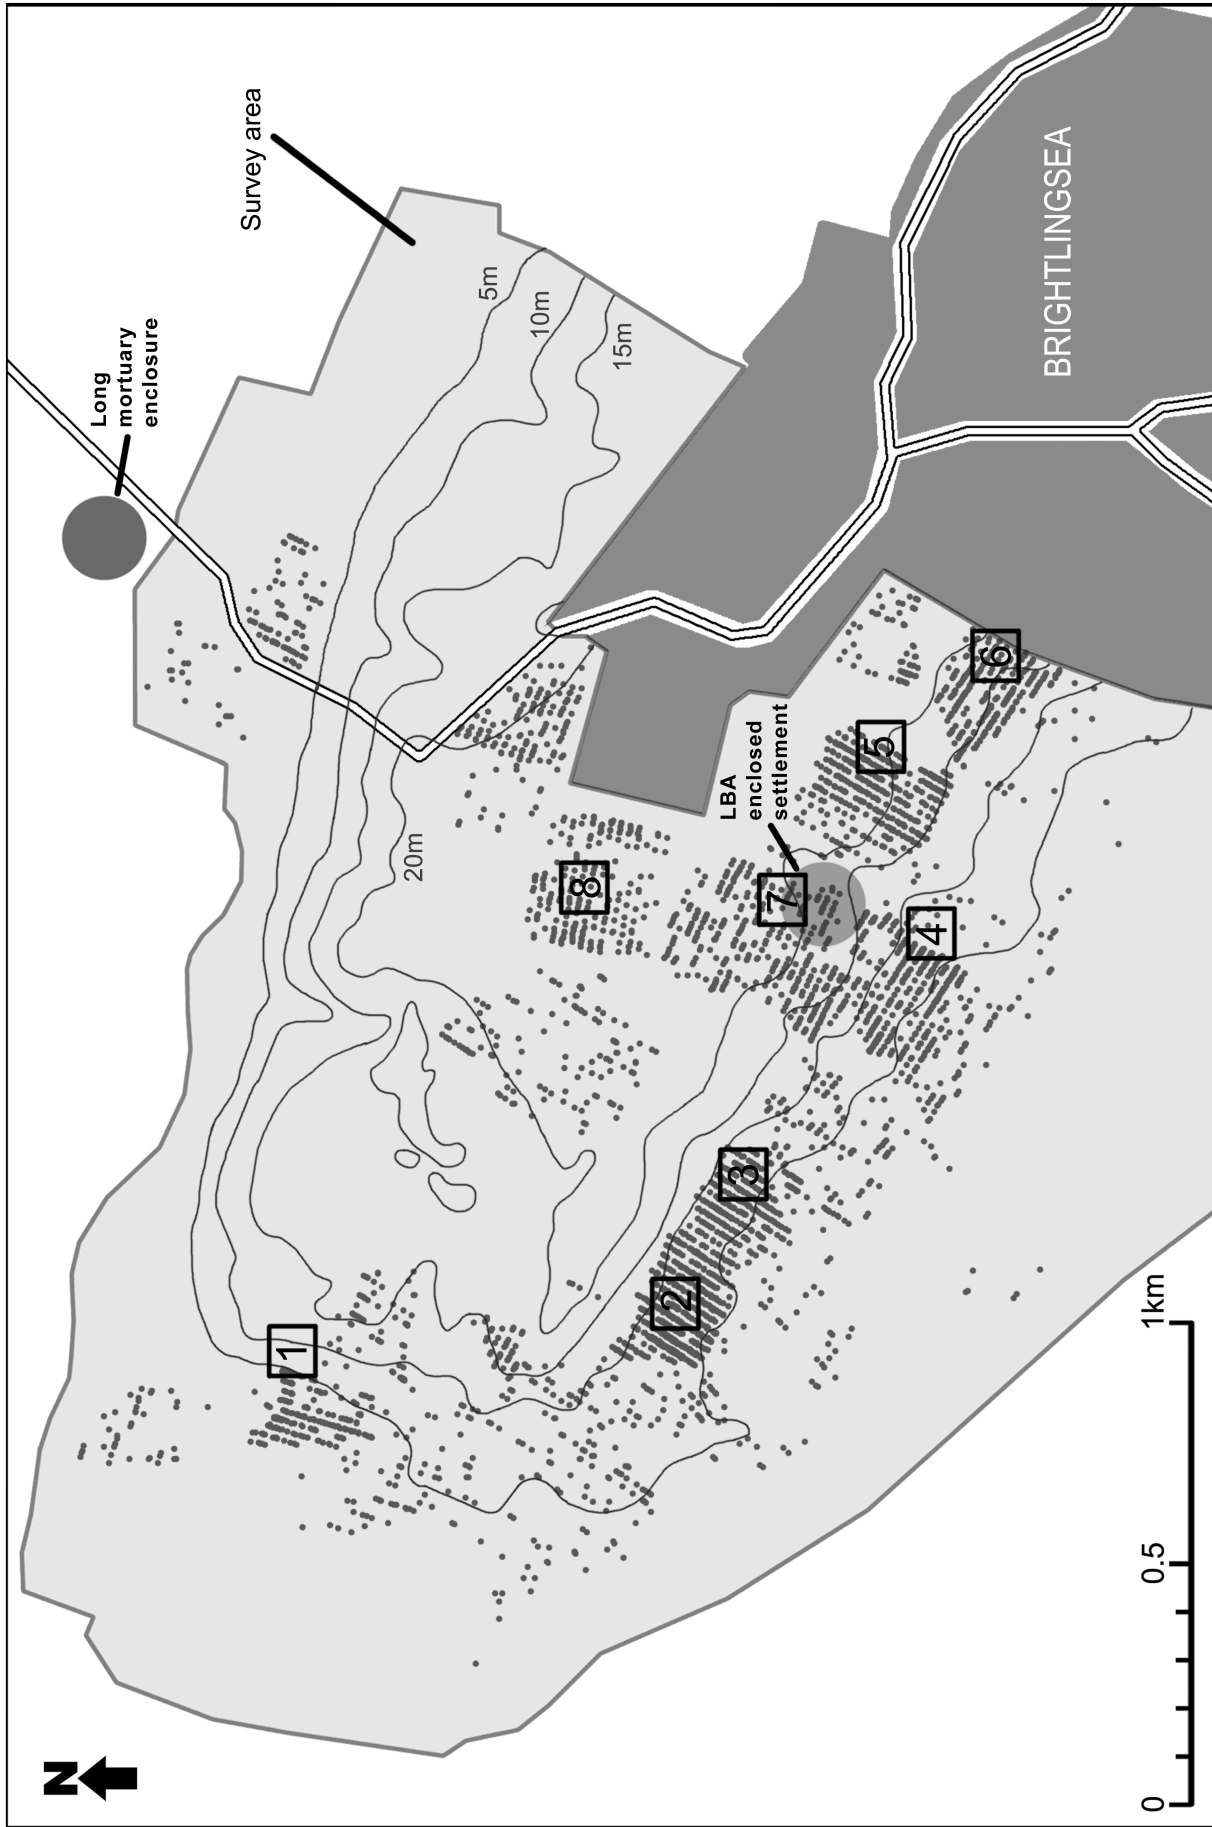 N
Survey area
Long
mortuary
enclosure
5m
10m
15m
20m
1
2
3
4
5
6
7
8
LBA
enclosed
settlement
BRIGHTLINGSEA
0
0.5
1km